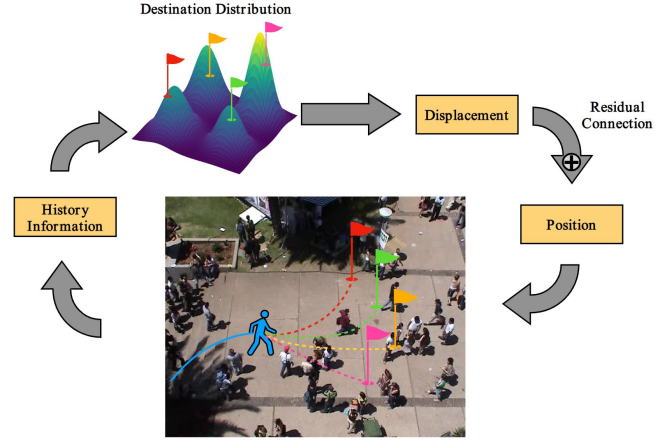 Destination Distribution
Displacement
Residual
Connection
History
Information
Position